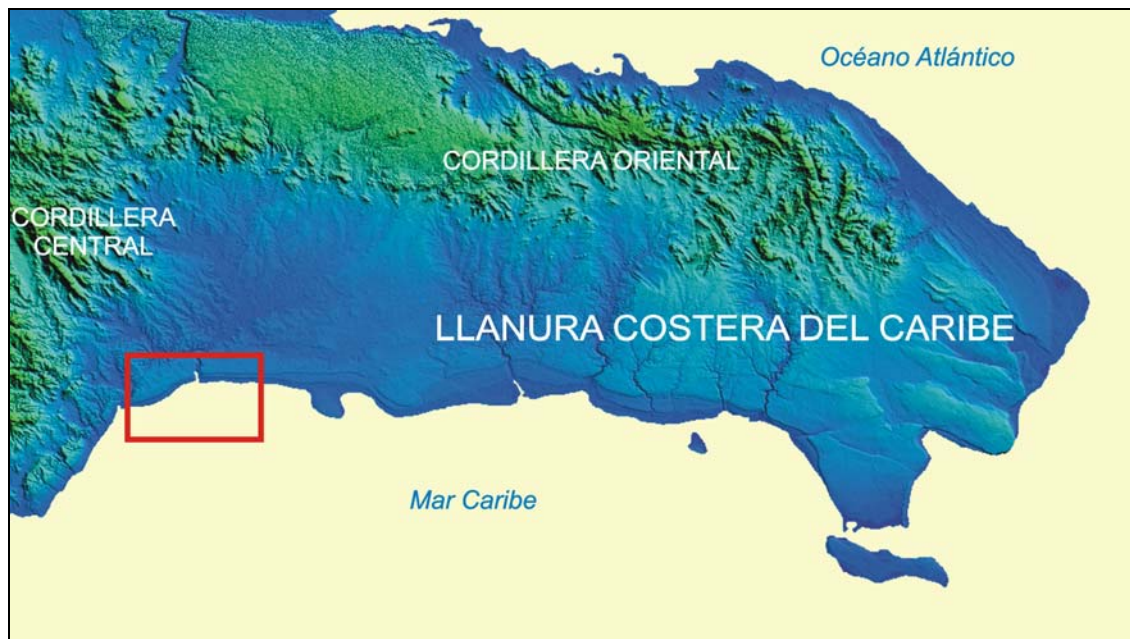 Océano Atlántico
CORDILLERA ORIENTAL
CORDILLERA
CENTRAL
LLANURA COSTERA DEL CARIBE
Mar Caribe